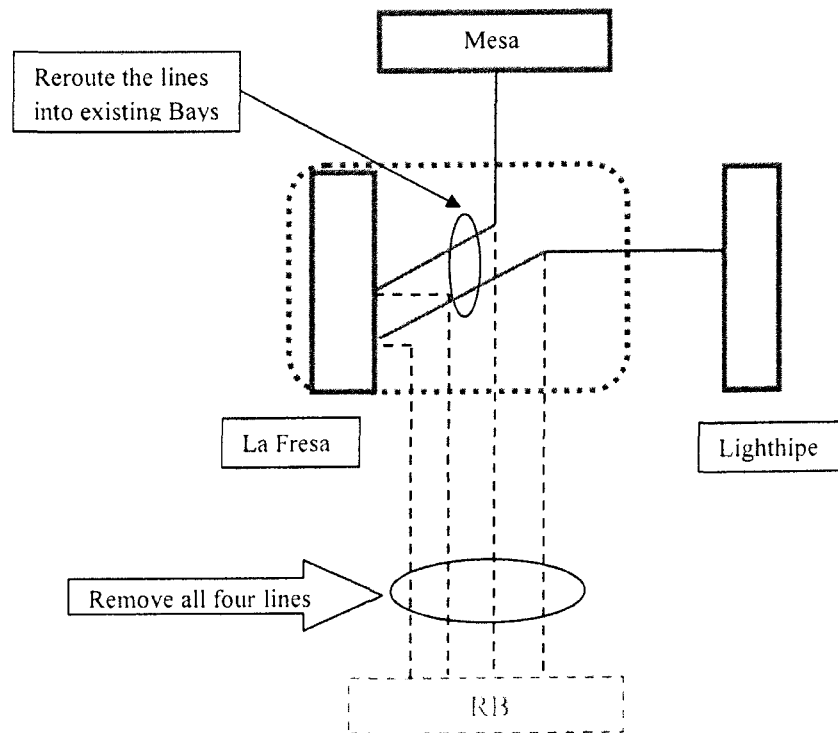 Mesa
Reroute the lines
into existing Bays
La Fresa
Lighthipe
Remove all four lines
RB